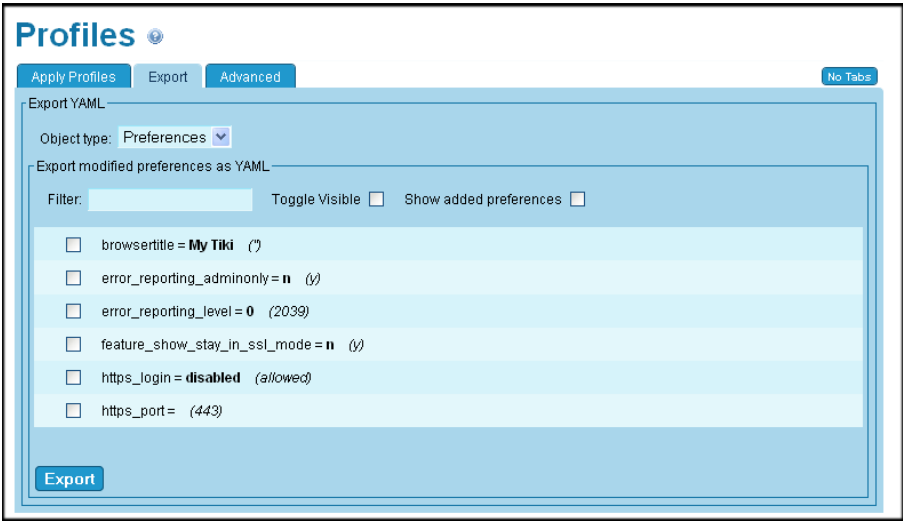 Profiles
Apply Profiles Export Advanced No Tabs
Export YAML
Object type: Preferences
Export modified preferences as YAML
Filter: Toggle Visible Show added preferences
browsertitle = My Tiki (")
error_reporting_adminonly = n (y)
error_reporting_level = 0 (2039)
feature_show_stay_in_ssl_mode = n (y)
https_login = disabled (allowed)
https_port = (443)
Export